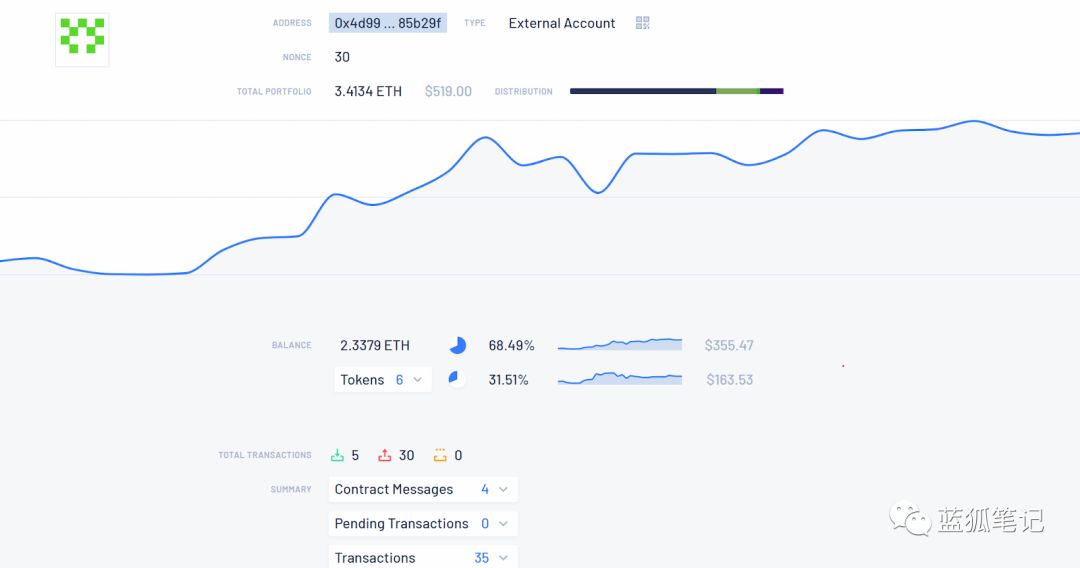 ADDRESS 0x4d99 ... 85b29f TYPE External Account
NONCE 30
TOTAL PORTFOLIO 3.4134 ETH $519.00 DISTRIBUTION
BALANCE 2.3379 ETH 68.49% $355.47
Tokens 6 31.51% $163.53
TOTAL TRANSACTIONS 5 30 0
SUMMARY Contract Messages 4
Pending Transactions 0
Transactions 35
蓝狐笔记